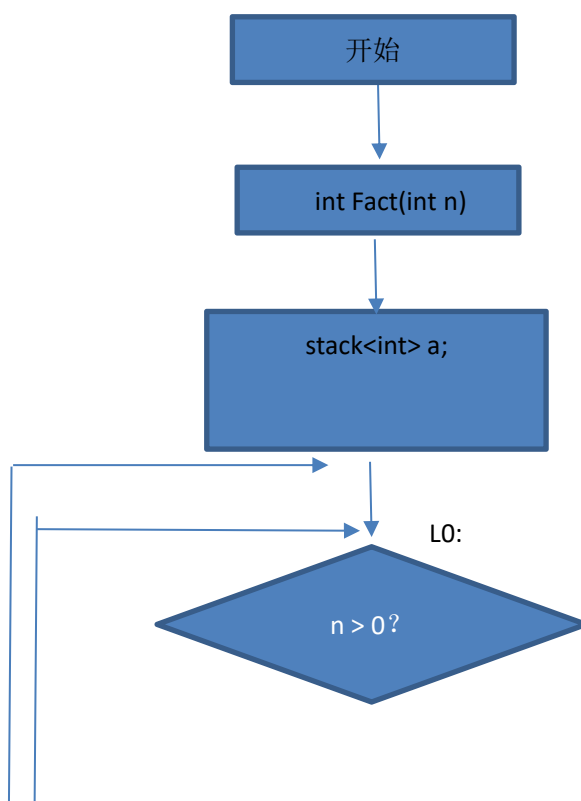 开始
int Fact(int n)
stack<int> a;
L0:
n > 0？